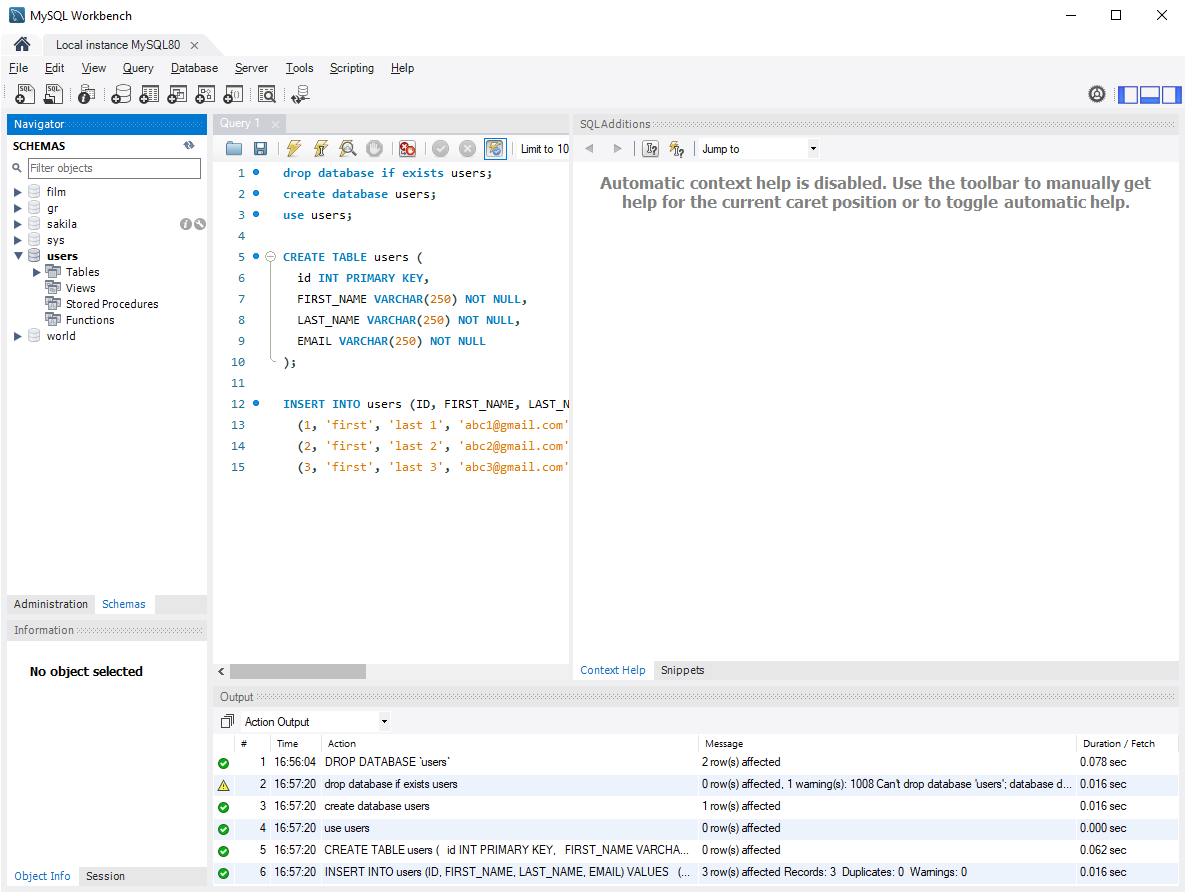 MySQL Workbench
Local instance MySQL80
File Edit View Query Database Server Tools Scripting Help
Navigator
SCHEMAS
Filter objects
film
gr
sakila
sys
users
Tables
Views
Stored Procedures
Functions
world
Administration Schemas
Information
No object selected
Object Info Session
Query 1
Limit to 10
1 drop database if exists users;
2 create database users;
3 use users;
4
5 CREATE TABLE users (
6 id INT PRIMARY KEY,
7 FIRST_NAME VARCHAR(250) NOT NULL,
8 LAST_NAME VARCHAR(250) NOT NULL,
9 EMAIL VARCHAR(250) NOT NULL
10 );
11
12 INSERT INTO users (ID, FIRST_NAME, LAST_N
13 (1, 'first', 'last 1', 'abc1@gmail.com'
14 (2, 'first', 'last 2', 'abc2@gmail.com'
15 (3, 'first', 'last 3', 'abc3@gmail.com'
SQLAdditions
Jump to
Automatic context help is disabled. Use the toolbar to manually get
help for the current caret position or to toggle automatic help.
Context Help Snippets
Output
Action Output
# Time Action Message Duration / Fetch
1 16:56:04 DROP DATABASE `users` 2 row(s) affected 0.078 sec
2 16:57:20 drop database if exists users 0 row(s) affected, 1 warning(s): 1008 Can't drop database 'users'; database d... 0.016 sec
3 16:57:20 create database users 1 row(s) affected 0.016 sec
4 16:57:20 use users 0 row(s) affected 0.000 sec
5 16:57:20 CREATE TABLE users ( id INT PRIMARY KEY, FIRST_NAME VARCHA... 0 row(s) affected 0.062 sec
6 16:57:20 INSERT INTO users (ID, FIRST_NAME, LAST_NAME, EMAIL) VALUES (... 3 row(s) affected Records: 3 Duplicates: 0 Warnings: 0 0.016 sec